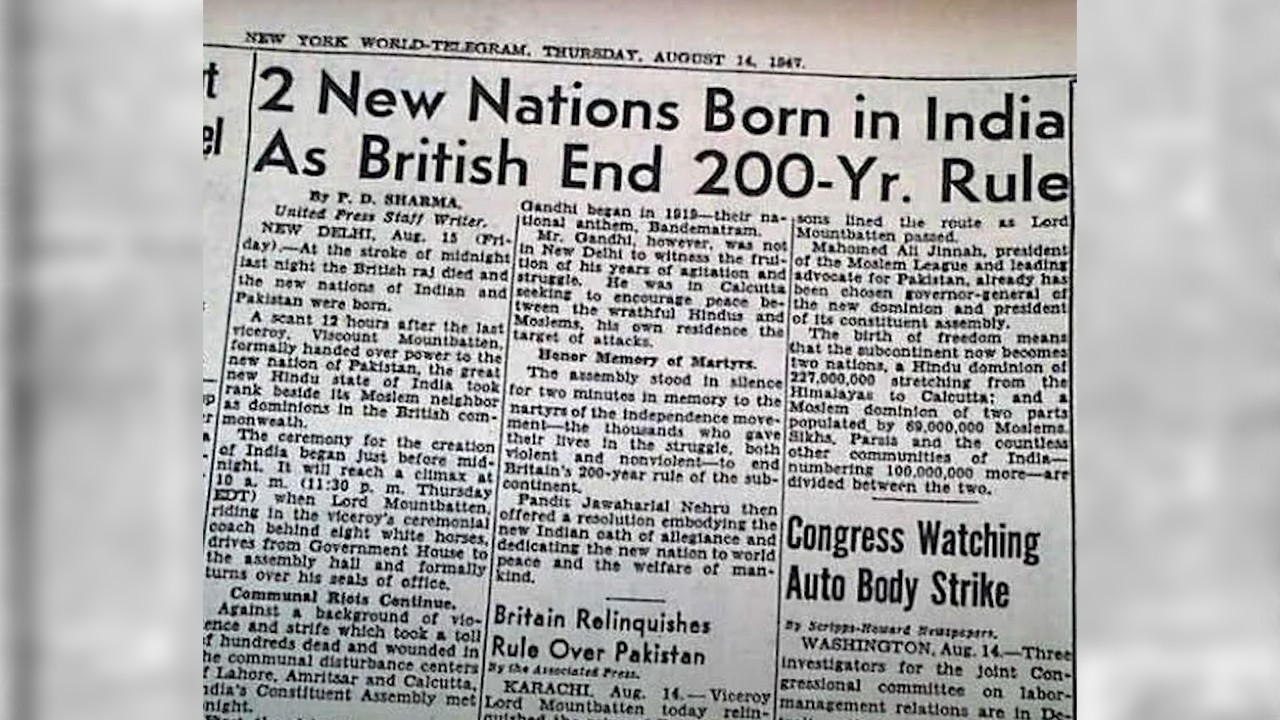 NEW YORK WORLD-TELEGRAM, THURSDAY, AUGUST 14, 1947.
t
el
2 New Nations Born in India
As British End 200-Yr. Rule
By P. D. SHARMA.
United Press Staff Writer.
NEW DELHI, Aug. 15 (Fri-
day).—At the stroke of midnight
last night the British raj died and
the new nations of Indian and
Pakistan were born.
A scant 12 hours after the last
viceroy, Viscount Mountbatten,
formally handed over power to the
new nation of Pakistan, the great
new Hindu state of India took
rank beside its Moslem neighbor
as dominions in the British com-
monweath.
The ceremony for the creation
of India began just before mid-
night. It will reach a climax at
10 a. m. (11:30 p. m. Thursday
EDT) when Lord Mountbatten,
riding in the viceroy's ceremonial
coach behind eight white horses,
drives from Government House to
the assembly hall and formally
turns over his seals of office.
Communal Riots Continue.
Against a background of vio-
ence and strife which took a toll
f hundreds dead and wounded in
he communal disturbance centers
f Lahore, Amritsar and Calcutta,
ndia's Constituent Assembly met
night.
Gandhi began in 1919—their na-
tional anthem, Bandematram.
Mr. Gandhi, however, was not
in New Delhi to witness the frui-
tion of his years of agitation and
struggle. He was in Calcutta
seeking to encourage peace be-
tween the wrathful Hindus and
Moslems, his own residence the
target of attacks.
Honor Memory of Martyrs.
The assembly stood in silence
for two minutes in memory to the
martyrs of the independence move-
ment—the thousands who gave
their lives in the struggle, both
violent and nonviolent—to end
Britain's 200-year rule of the sub-
continent.
Pandit Jawaharlal Nehru then
offered a resolution embodying the
new Indian oath of allegiance and
dedicating the new nation to world
peace and the welfare of man-
kind.
Britain Relinquishes
Rule Over Pakistan
By the Associated Press.
KARACHI, Aug. 14.—Viceroy
Lord Mountbatten today relin-
sons lined the route as Lord
Mountbatten passed.
Mahomed Ali Jinnah, president
of the Moslem League and leading
advocate for Pakistan, already has
been chosen governor-general of
the new dominion and president
of its constituent assembly.
The birth of freedom means
that the subcontinent now becomes
two nations, a Hindu dominion of
227,000,000 stretching from the
Himalayas to Calcutta; and a
Moslem dominion of two parts
populated by 69,000,000 Moslems.
Sikhs, Parsis and the countless
other communities of India—
numbering 100,000,000 more—are
divided between the two.
Congress Watching
Auto Body Strike
By Scripps-Howard Newspapers.
WASHINGTON, Aug. 14.—Three
investigators for the joint Con-
gressional committee on labor-
management relations are in De-